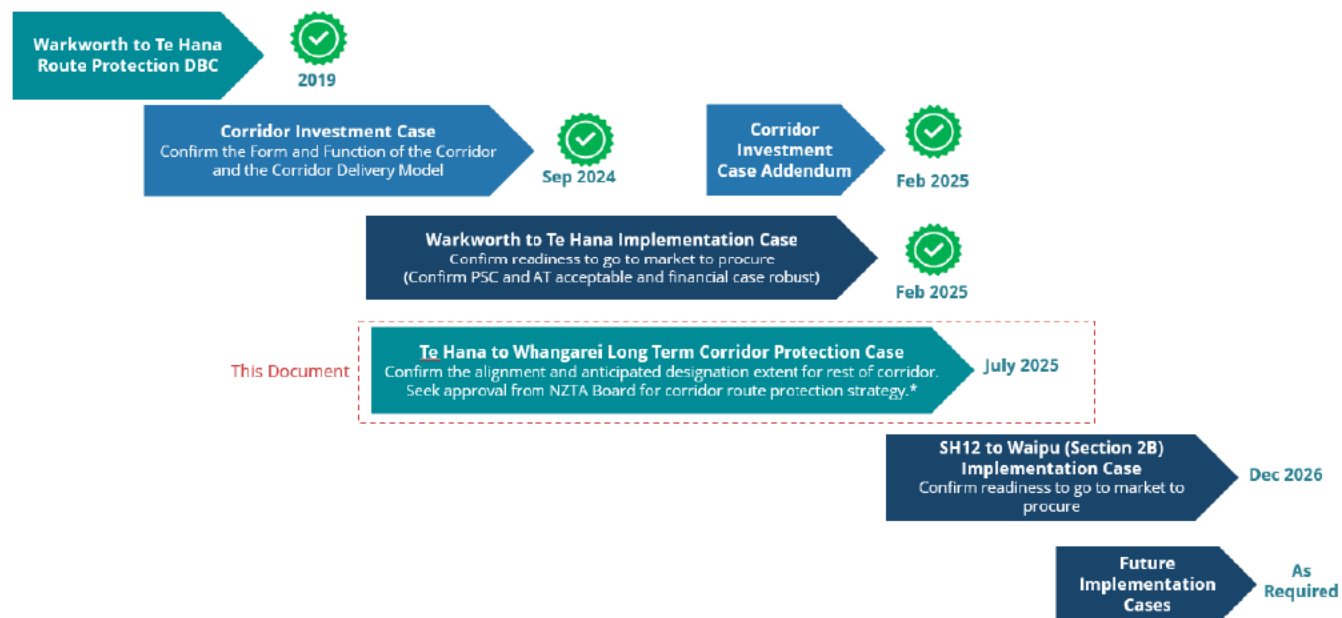 Warkworth to Te Hana
Route Protection DBC
2019
Corridor Investment Case
Confirm the Form and Function of the Corridor
and the Corridor Delivery Model
Sep 2024
Corridor
Investment
Case Addendum
Feb 2025
Warkworth to Te Hana Implementation Case
Confirm readiness to go to market to procure
(Confirm PSC and AT acceptable and financial case robust)
Feb 2025
This Document
Te Hana to Whangarei Long Term Corridor Protection Case
Confirm the alignment and anticipated designation extent for rest of corridor.
Seek approval from NZTA Board for corridor route protection strategy.*
July 2025
SH12 to Waipu (Section 2B)
Implementation Case
Confirm readiness to go to market to
procure
Dec 2026
Future
Implementation
Cases
As
Required